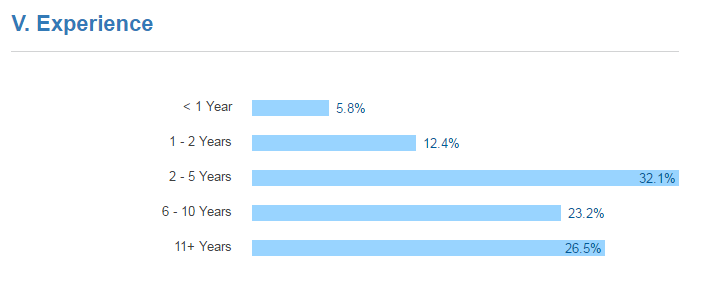 V. Experience
< 1 Year 5.8%
1 - 2 Years 12.4%
2 - 5 Years 32.1%
6 - 10 Years 23.2%
11+ Years 26.5%